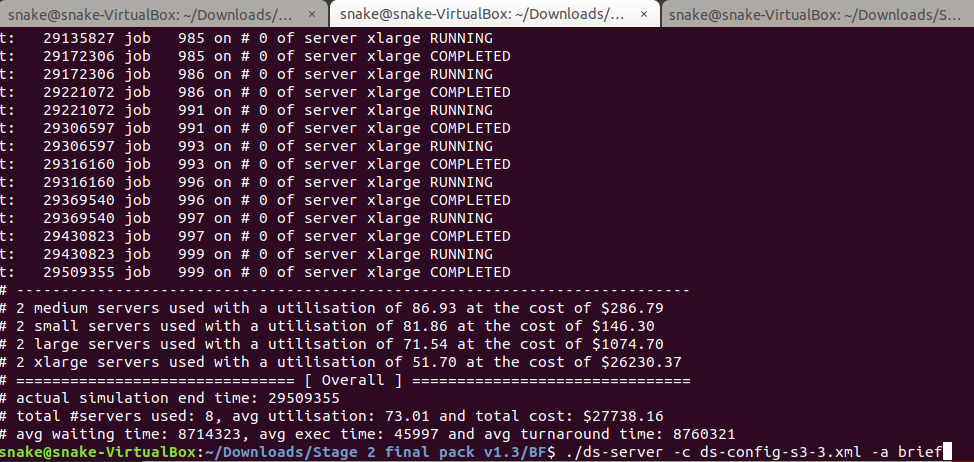 snake@snake-VirtualBox: ~/Downloads/... × snake@snake-VirtualBox: ~/Downloads/... × snake@snake-VirtualBox: ~/Downloads/S...
t: 29135827 job 985 on # 0 of server xlarge RUNNING
t: 29172306 job 985 on # 0 of server xlarge COMPLETED
t: 29172306 job 986 on # 0 of server xlarge RUNNING
t: 29221072 job 986 on # 0 of server xlarge COMPLETED
t: 29221072 job 991 on # 0 of server xlarge RUNNING
t: 29306597 job 991 on # 0 of server xlarge COMPLETED
t: 29306597 job 993 on # 0 of server xlarge RUNNING
t: 29316160 job 993 on # 0 of server xlarge COMPLETED
t: 29316160 job 996 on # 0 of server xlarge RUNNING
t: 29369540 job 996 on # 0 of server xlarge COMPLETED
t: 29369540 job 997 on # 0 of server xlarge RUNNING
t: 29430823 job 997 on # 0 of server xlarge COMPLETED
t: 29430823 job 999 on # 0 of server xlarge RUNNING
t: 29509355 job 999 on # 0 of server xlarge COMPLETED
# ---------------------------------------------------------------------------
# 2 medium servers used with a utilisation of 86.93 at the cost of $286.79
# 2 small servers used with a utilisation of 81.86 at the cost of $146.30
# 2 large servers used with a utilisation of 71.54 at the cost of $1074.70
# 2 xlarge servers used with a utilisation of 51.70 at the cost of $26230.37
# =============================== [ Overall ] ===============================
# actual simulation end time: 29509355
# total #servers used: 8, avg utilisation: 73.01 and total cost: $27738.16
# avg waiting time: 8714323, avg exec time: 45997 and avg turnaround time: 8760321
snake@snake-VirtualBox:~/Downloads/Stage 2 final pack v1.3/BF$ ./ds-server -c ds-config-s3-3.xml -a brief